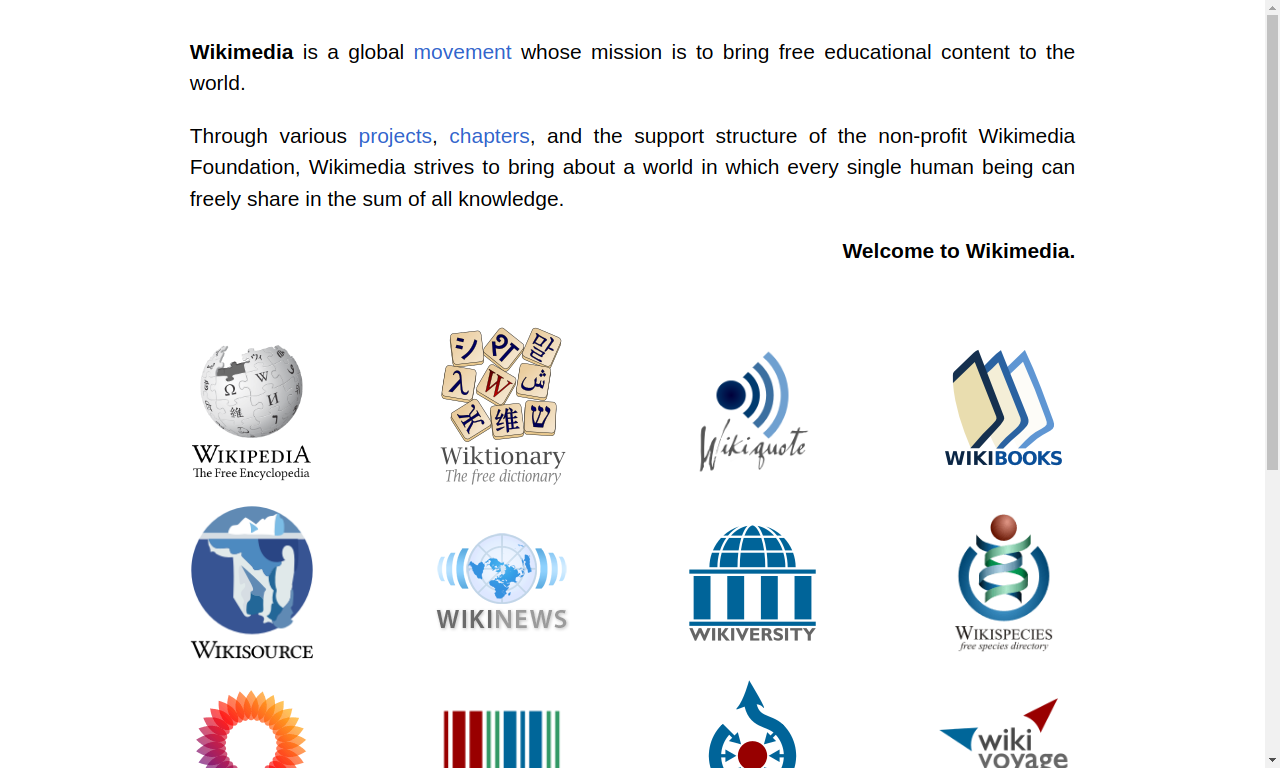 Wikimedia is a global movement whose mission is to bring free educational content to the
world.
Through various projects, chapters, and the support structure of the non-profit Wikimedia
Foundation, Wikimedia strives to bring about a world in which every single human being can
freely share in the sum of all knowledge.
Welcome to Wikimedia.
WIKIPEDIA
The Free Encyclopedia
Wiktionary
The free dictionary
Wikiquote
WIKIBOOKS
WIKISOURCE
WIKINEWS
WIKIVERSITY
WIKISPECIES
free species directory
wiki
voyage